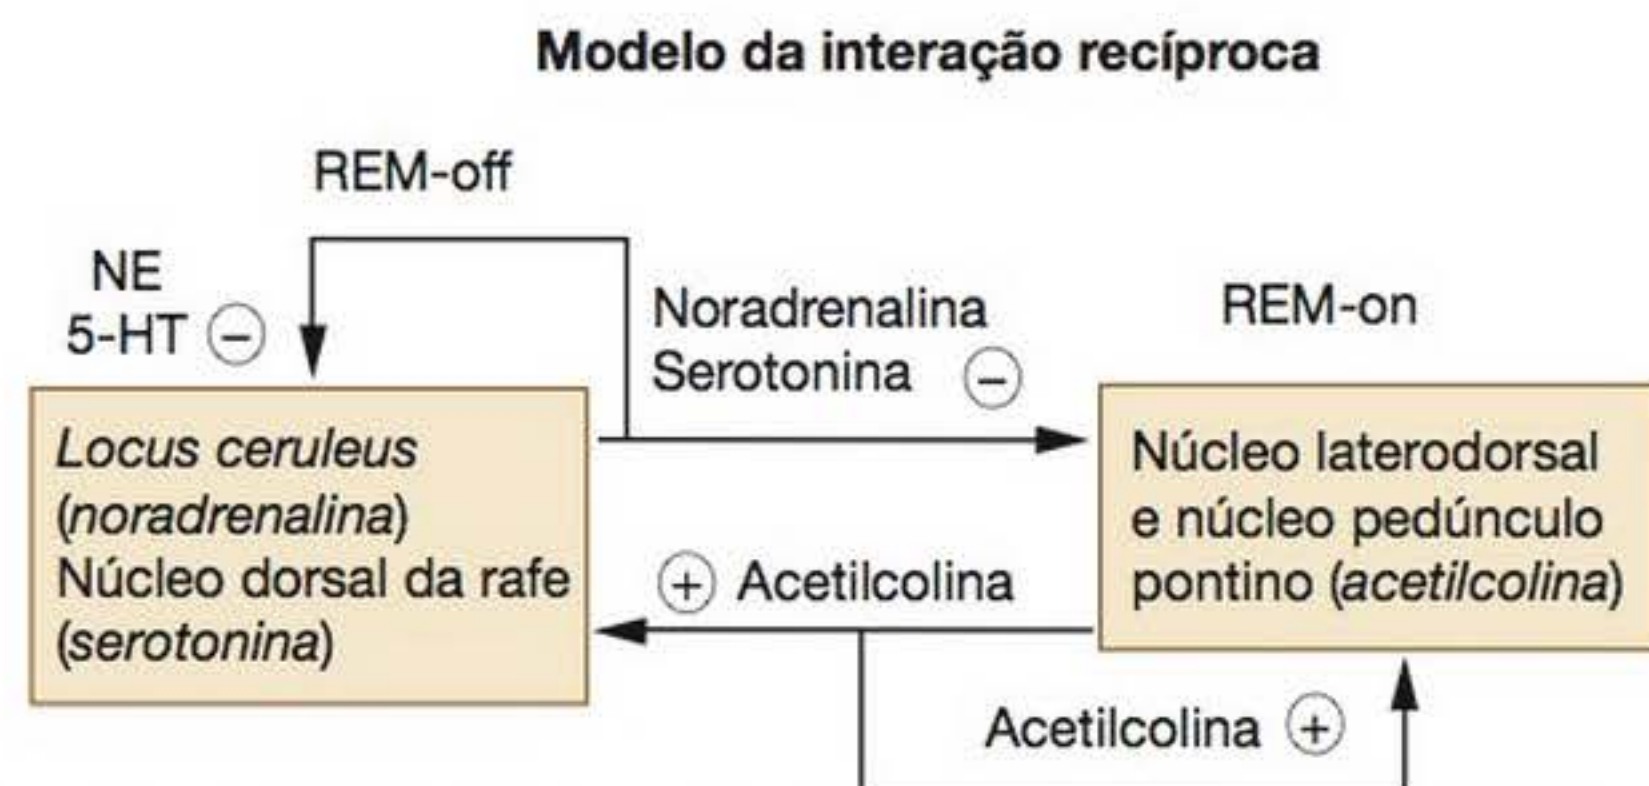 Modelo da interação recíproca
REM-off
NE
5-HT −
Noradrenalina
Serotonina −
REM-on
Locus ceruleus
(noradrenalina)
Núcleo dorsal da rafe
(serotonina)
Núcleo laterodorsal
e núcleo pedúnculo
pontino (acetilcolina)
+ Acetilcolina
Acetilcolina +